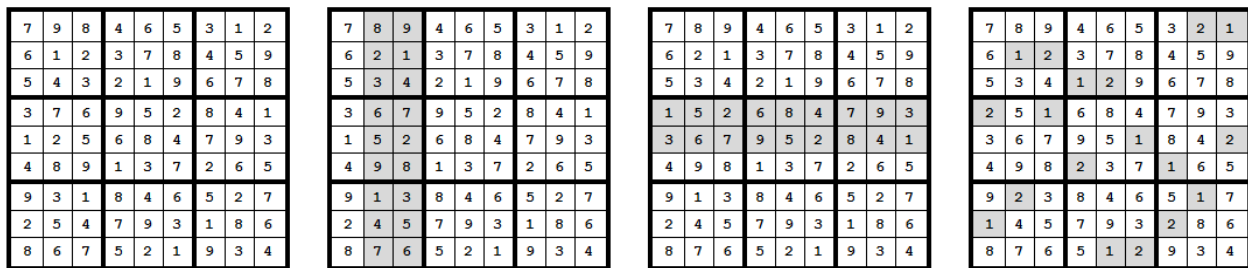 7 9 8 4 6 5 3 1 2
6 1 2 3 7 8 4 5 9
5 4 3 2 1 9 6 7 8
3 7 6 9 5 2 8 4 1
1 2 5 6 8 4 7 9 3
4 8 9 1 3 7 2 6 5
9 3 1 8 4 6 5 2 7
2 5 4 7 9 3 1 8 6
8 6 7 5 2 1 9 3 4
7 8 9 4 6 5 3 1 2
6 2 1 3 7 8 4 5 9
5 3 4 2 1 9 6 7 8
3 6 7 9 5 2 8 4 1
1 5 2 6 8 4 7 9 3
4 9 8 1 3 7 2 6 5
9 1 3 8 4 6 5 2 7
2 4 5 7 9 3 1 8 6
8 7 6 5 2 1 9 3 4
7 8 9 4 6 5 3 1 2
6 2 1 3 7 8 4 5 9
5 3 4 2 1 9 6 7 8
1 5 2 6 8 4 7 9 3
3 6 7 9 5 2 8 4 1
4 9 8 1 3 7 2 6 5
9 1 3 8 4 6 5 2 7
2 4 5 7 9 3 1 8 6
8 7 6 5 2 1 9 3 4
7 8 9 4 6 5 3 2 1
6 1 2 3 7 8 4 5 9
5 3 4 1 2 9 6 7 8
2 5 1 6 8 4 7 9 3
3 6 7 9 5 1 8 4 2
4 9 8 2 3 7 1 6 5
9 2 3 8 4 6 5 1 7
1 4 5 7 9 3 2 8 6
8 7 6 5 1 2 9 3 4